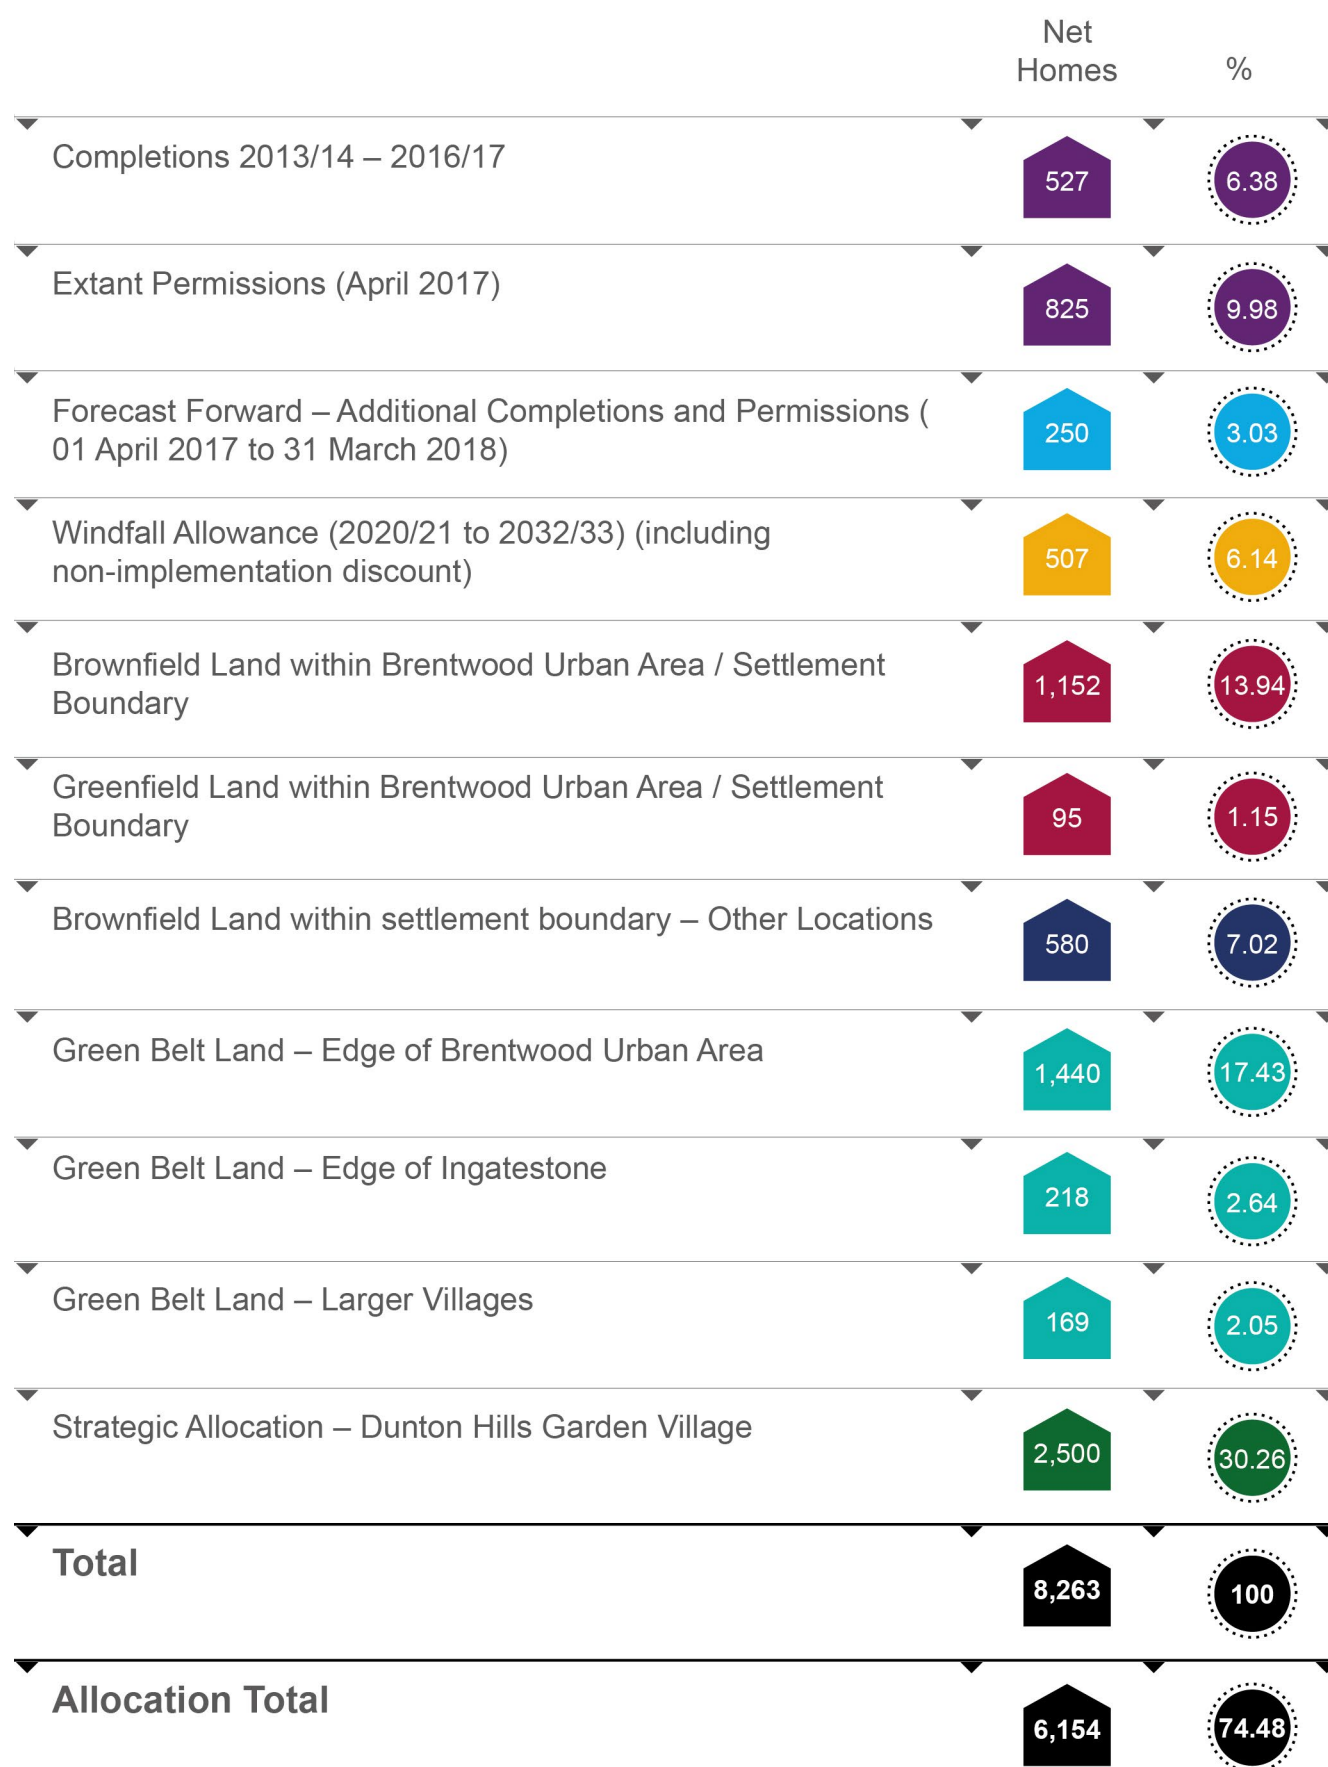 Net
Homes
%
Completions 2013/14 – 2016/17
527
6.38
Extant Permissions (April 2017)
825
9.98
Forecast Forward – Additional Completions and Permissions (
01 April 2017 to 31 March 2018)
250
3.03
Windfall Allowance (2020/21 to 2032/33) (including
non-implementation discount)
507
6.14
Brownfield Land within Brentwood Urban Area / Settlement
Boundary
1,152
13.94
Greenfield Land within Brentwood Urban Area / Settlement
Boundary
95
1.15
Brownfield Land within settlement boundary – Other Locations
580
7.02
Green Belt Land – Edge of Brentwood Urban Area
1,440
17.43
Green Belt Land – Edge of Ingatestone
218
2.64
Green Belt Land – Larger Villages
169
2.05
Strategic Allocation – Dunton Hills Garden Village
2,500
30.26
Total
8,263
100
Allocation Total
6,154
74.48